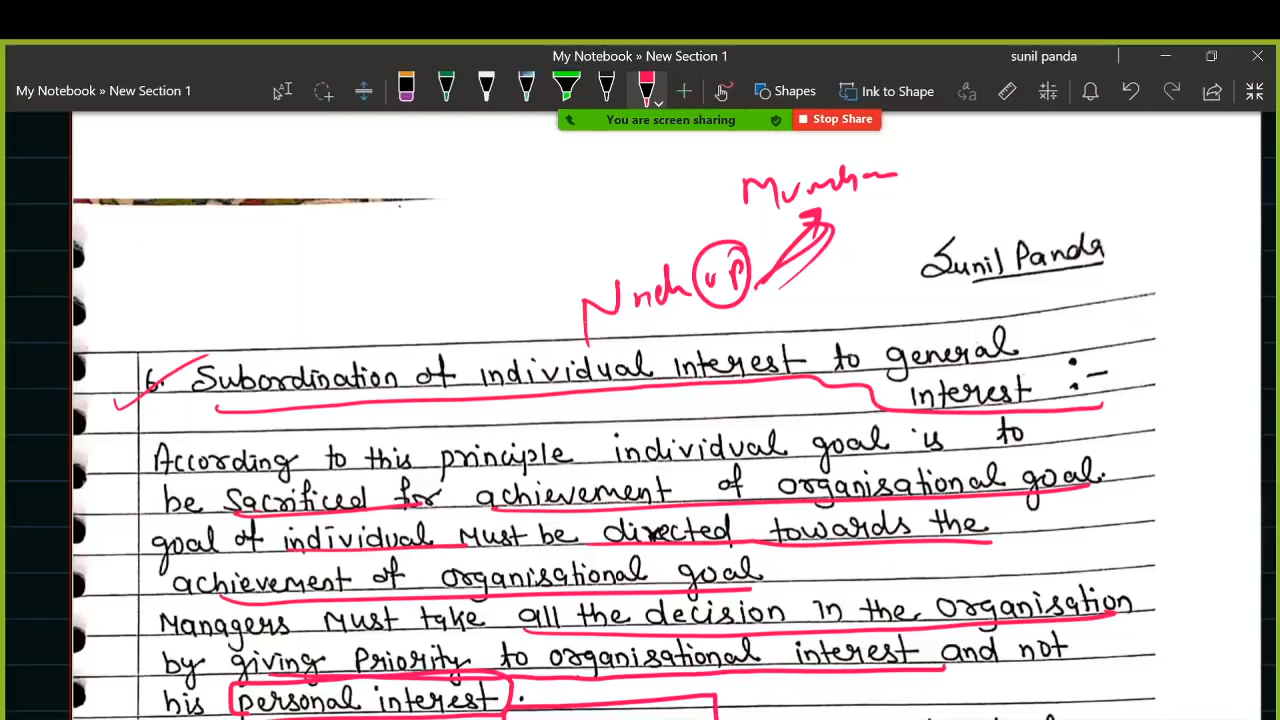 My Notebook » New Section 1
sunil panda
My Notebook » New Section 1
Shapes
Ink to Shape
You are screen sharing
Stop Share
UP
Sunil Panda
6. Subordination of individual interest to general
interest :-
According to this principle individual goal is to
be sacrificed for achievement of organisational goal.
goal of individual must be directed towards the
achievement of organisational goal
Managers must take all the decision in the organisation
by giving Priority to organisational interest and not
his personal interest.